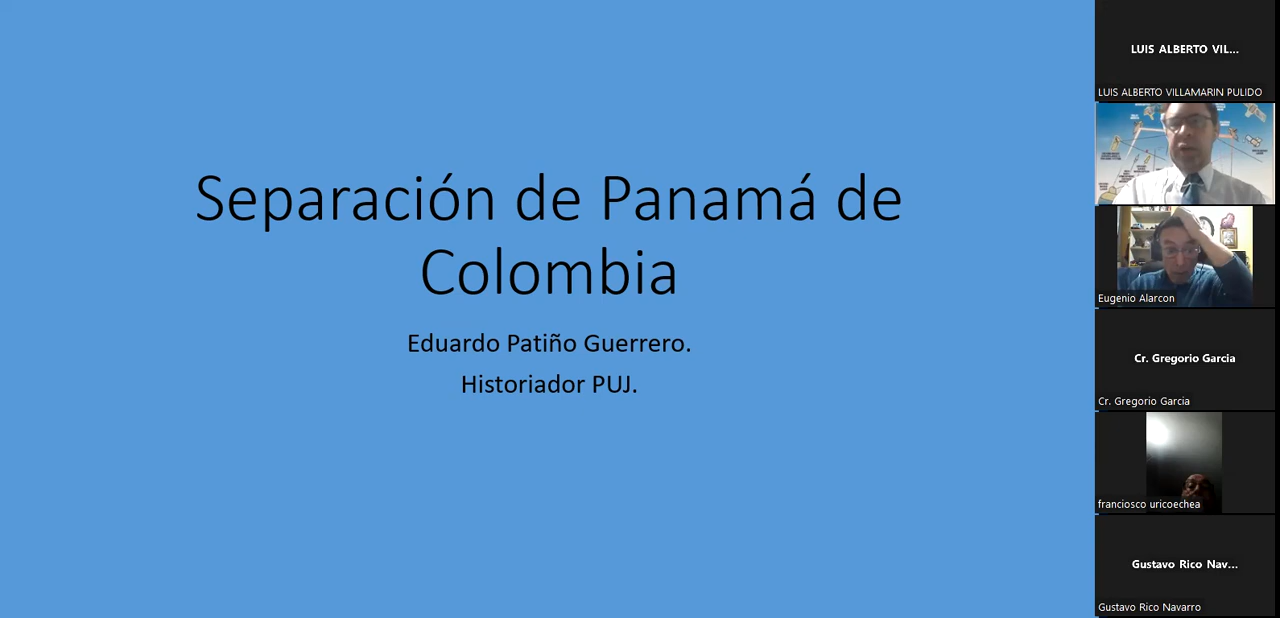 Separación de Panamá de
Colombia
Eduardo Patiño Guerrero.
Historiador PUJ.
LUIS ALBERTO VIL...
LUIS ALBERTO VILLAMARIN PULIDO
Eugenio Alarcon
Cr. Gregorio Garcia
Cr. Gregorio Garcia
franciosco uricoechea
Gustavo Rico Nav...
Gustavo Rico Navarro